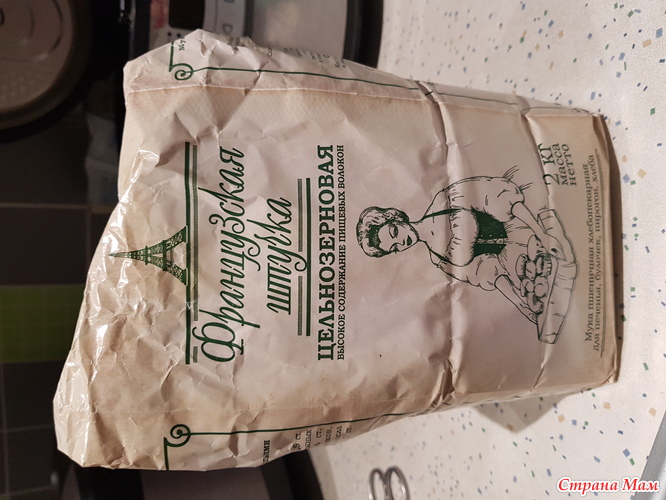 Французская
штучка
ЦЕЛЬНОЗЕРНОВАЯ
ВЫСОКОЕ СОДЕРЖАНИЕ ПИЩЕВЫХ ВОЛОКОН
2 КГ
масса
нетто
Мука пшеничная хлебопекарная
для печенья, булочек, пирогов, хлеба
Страна Мам